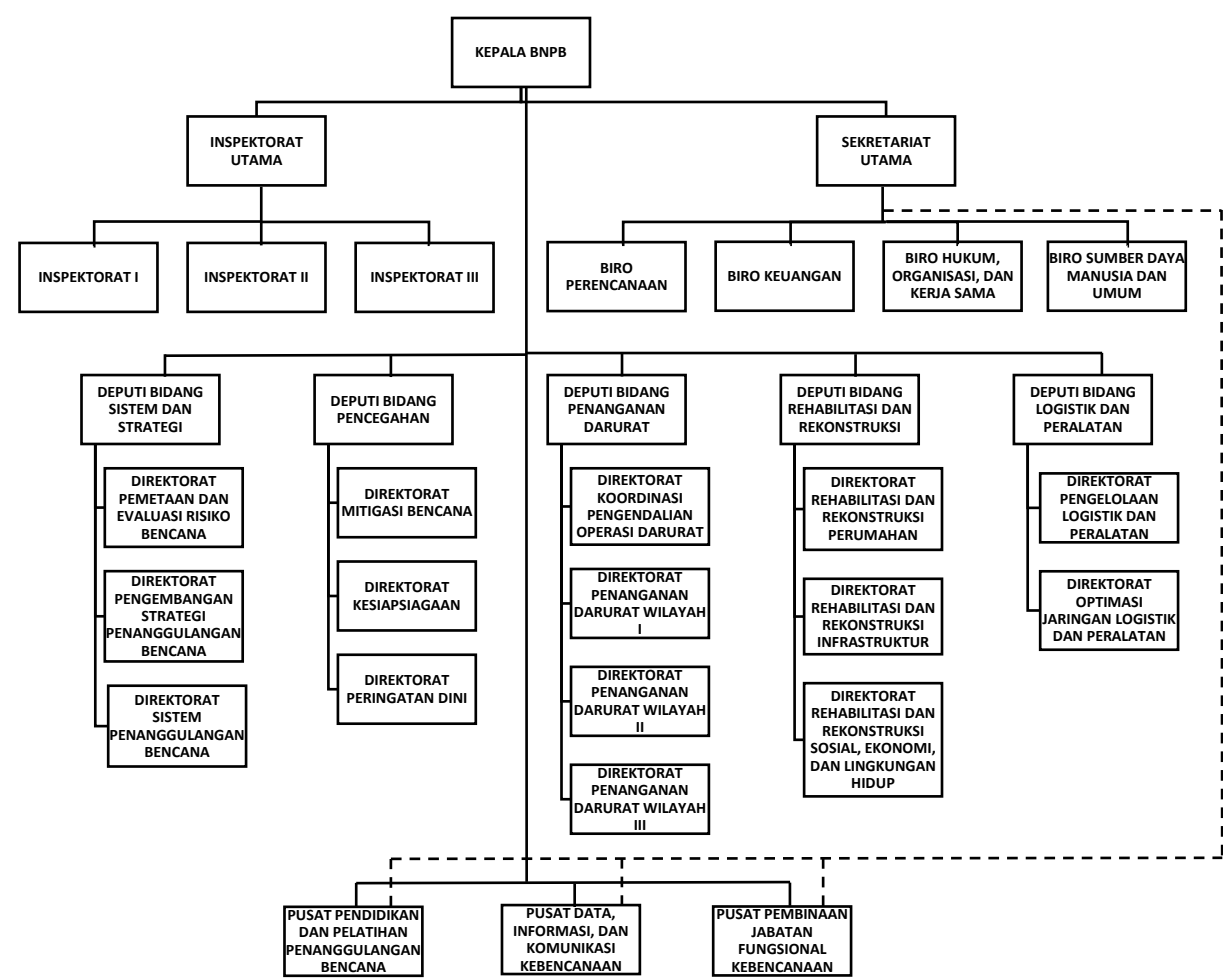 KEPALA BNPB
INSPEKTORAT
UTAMA
SEKRETARIAT
UTAMA
INSPEKTORAT I
INSPEKTORAT II
INSPEKTORAT III
BIRO
PERENCANAAN
BIRO KEUANGAN
BIRO HUKUM,
ORGANISASI, DAN
KERJA SAMA
BIRO SUMBER DAYA
MANUSIA DAN
UMUM
DEPUTI BIDANG
SISTEM DAN
STRATEGI
DIREKTORAT
PEMETAAN DAN
EVALUASI RISIKO
BENCANA
DIREKTORAT
PENGEMBANGAN
STRATEGI
PENANGGULANGAN
BENCANA
DIREKTORAT
SISTEM
PENANGGULANGAN
BENCANA
DEPUTI BIDANG
PENCEGAHAN
DIREKTORAT
MITIGASI BENCANA
DIREKTORAT
KESIAPSIAGAAN
DIREKTORAT
PERINGATAN DINI
DEPUTI BIDANG
PENANGANAN
DARURAT
DIREKTORAT
KOORDINASI
PENGENDALIAN
OPERASI DARURAT
DIREKTORAT
PENANGANAN
DARURAT WILAYAH
I
DIREKTORAT
PENANGANAN
DARURAT WILAYAH
II
DIREKTORAT
PENANGANAN
DARURAT WILAYAH
III
DEPUTI BIDANG
REHABILITASI DAN
REKONSTRUKSI
DIREKTORAT
REHABILITASI DAN
REKONSTRUKSI
PERUMAHAN
DIREKTORAT
REHABILITASI DAN
REKONSTRUKSI
INFRASTRUKTUR
DIREKTORAT
REHABILITASI DAN
REKONSTRUKSI
SOSIAL, EKONOMI,
DAN LINGKUNGAN
HIDUP
DEPUTI BIDANG
LOGISTIK DAN
PERALATAN
DIREKTORAT
PENGELOLAAN
LOGISTIK DAN
PERALATAN
DIREKTORAT
OPTIMASI
JARINGAN LOGISTIK
DAN PERALATAN
PUSAT PENDIDIKAN
DAN PELATIHAN
PENANGGULANGAN
BENCANA
PUSAT DATA,
INFORMASI, DAN
KOMUNIKASI
KEBENCANAAN
PUSAT PEMBINAAN
JABATAN
FUNGSIONAL
KEBENCANAAN